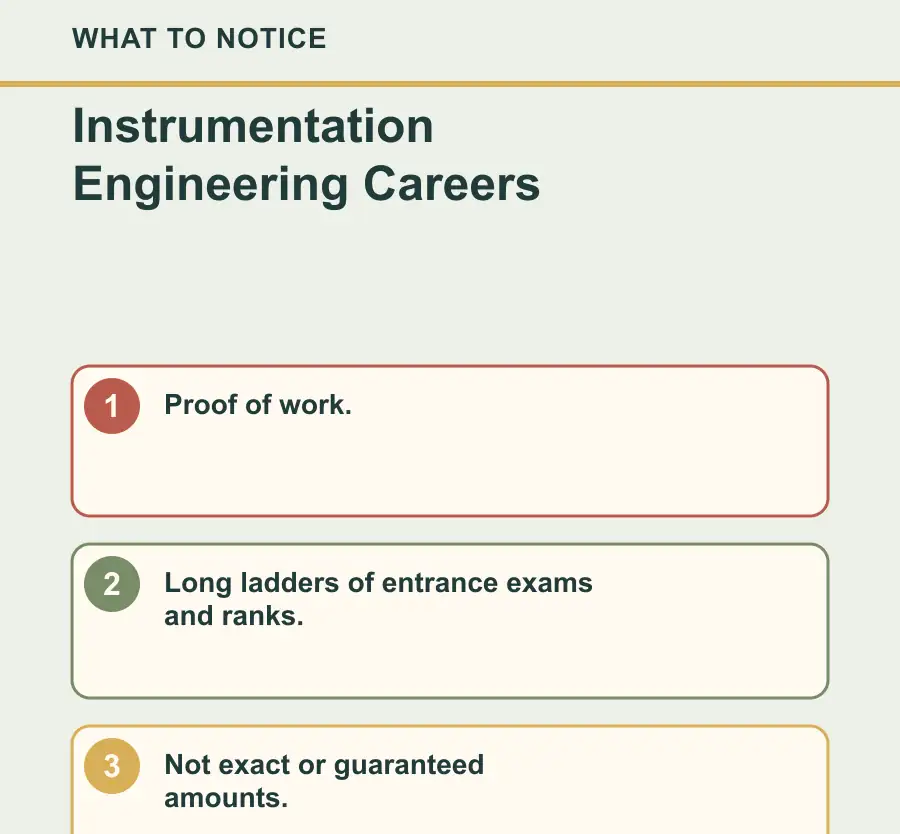 WHAT TO NOTICE
Instrumentation
Engineering Careers
1
Proof of work.
2
Long ladders of entrance exams
and ranks.
3
Not exact or guaranteed
amounts.